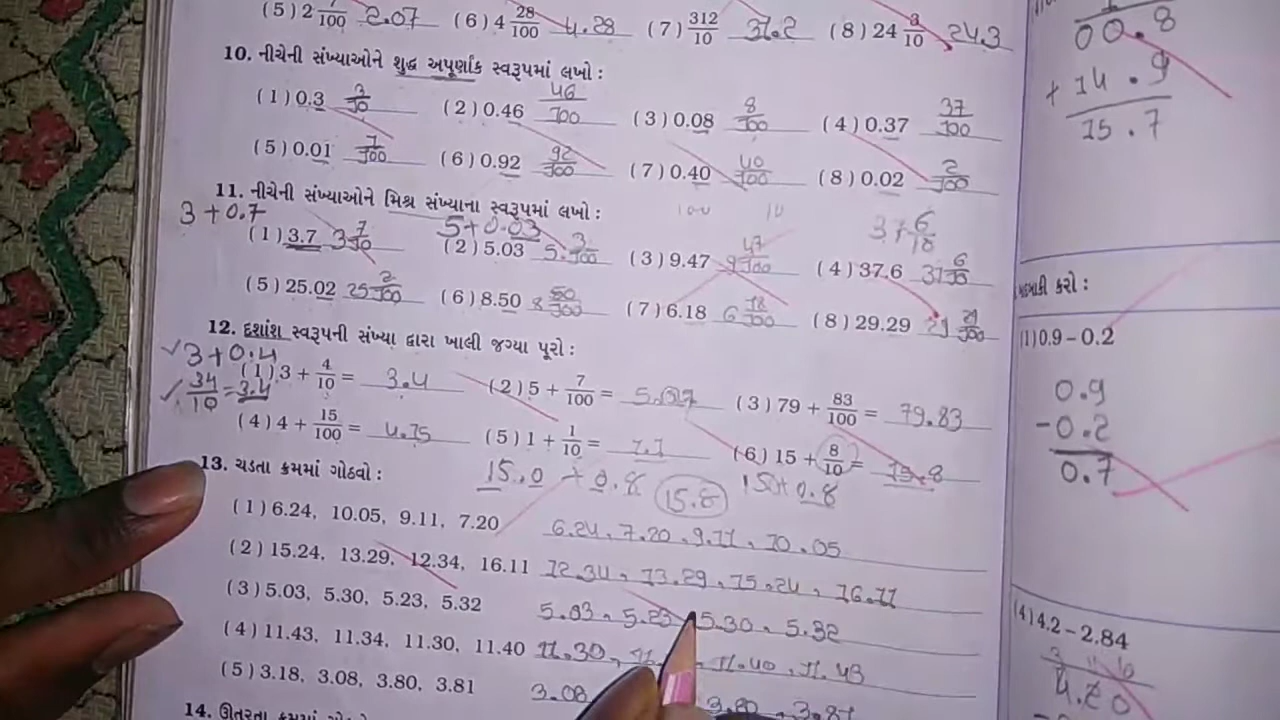 (5) 2 7/100 2.07 (6) 4 28/100 4.28 (7) 312/10 31.2 (8) 24 3/10 24.3
10. નીચેની સંખ્યાઓને શુદ્ધ અપૂર્ણાંક સ્વરૂપમાં લખો :
(1) 0.3 3/10 (2) 0.46 46/100 (3) 0.08 8/100 (4) 0.37 37/100
(5) 0.01 1/100 (6) 0.92 92/100 (7) 0.40 40/100 (8) 0.02 2/100
11. નીચેની સંખ્યાઓને મિશ્ર સંખ્યાના સ્વરૂપમાં લખો :
3 + 0.7 5 + 0.03 37 + 6/10
(1) 3.7 3 7/10 (2) 5.03 5 3/100 (3) 9.47 9 47/100 (4) 37.6 37 6/10
(5) 25.02 25 2/100 (6) 8.50 8 50/100 (7) 6.18 6 18/100 (8) 29.29 29 29/100
12. દશાંશ સ્વરૂપની સંખ્યા દ્વારા ખાલી જગ્યા પૂરો :
3 + 0.4
(1) 3 + 4/10 = 3.4 (2) 5 + 7/100 = (3) 79 + 83/100 = 79.83
34/10 = 3.4
(4) 4 + 15/100 = 4.15 (5) 1 + 1/10 = 1.1 (6) 15 + 8/10 = 15.8
15.0 + 0.8 15.8 15 + 0.8
13. ચડતા ક્રમમાં ગોઠવો :
(1) 6.24, 10.05, 9.11, 7.20 6.24, 7.20, 9.11, 10.05
(2) 15.24, 13.29, 12.34, 16.11 12.34, 13.29, 15.24, 16.11
(3) 5.03, 5.30, 5.23, 5.32 5.03, 5.23, 5.30, 5.32
(4) 11.43, 11.34, 11.30, 11.40 11.30, 11.40, 11.43
(5) 3.18, 3.08, 3.80, 3.81 3.08 3.80, 3.81
14. ઊતરતા ક્રમમાં ગોઠવો
00.8
+ 14.9
15.7
બાકી કરો :
(1) 0.9 – 0.2
0.9
- 0.2
0.7
(4) 4.2 – 2.84